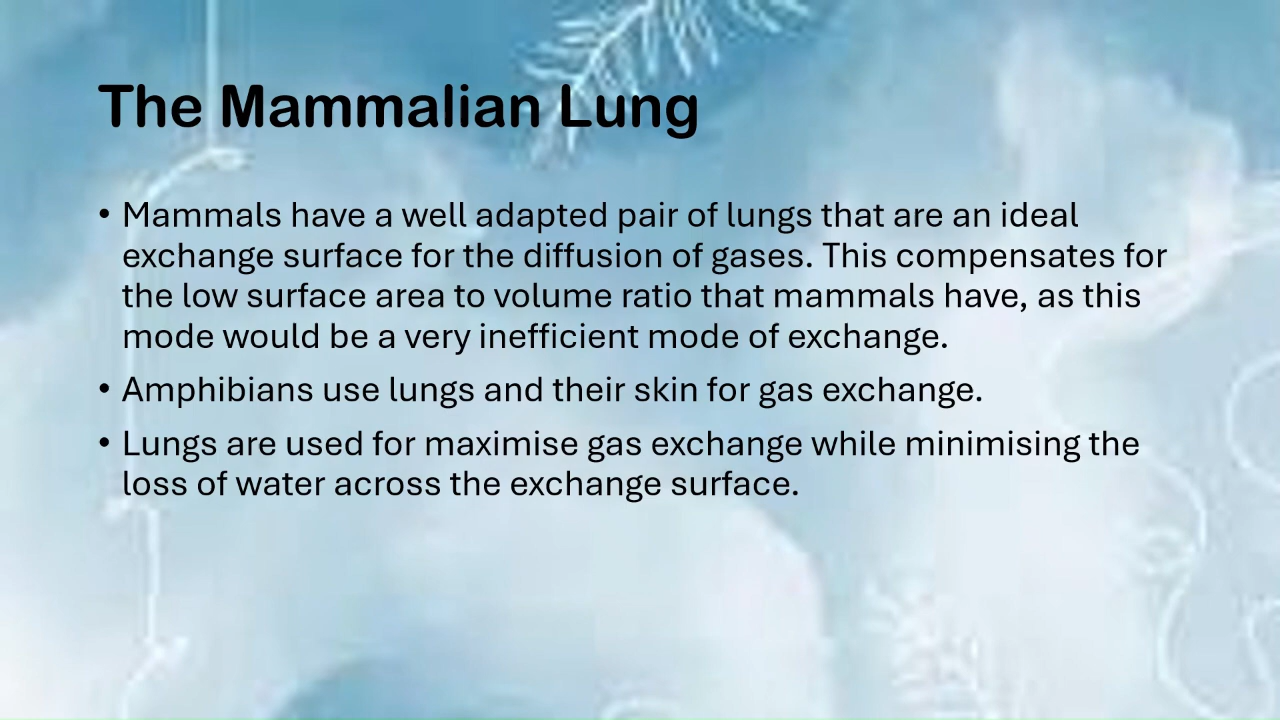 The Mammalian Lung
• Mammals have a well adapted pair of lungs that are an ideal
exchange surface for the diffusion of gases. This compensates for
the low surface area to volume ratio that mammals have, as this
mode would be a very inefficient mode of exchange.
• Amphibians use lungs and their skin for gas exchange.
• Lungs are used for maximise gas exchange while minimising the
loss of water across the exchange surface.